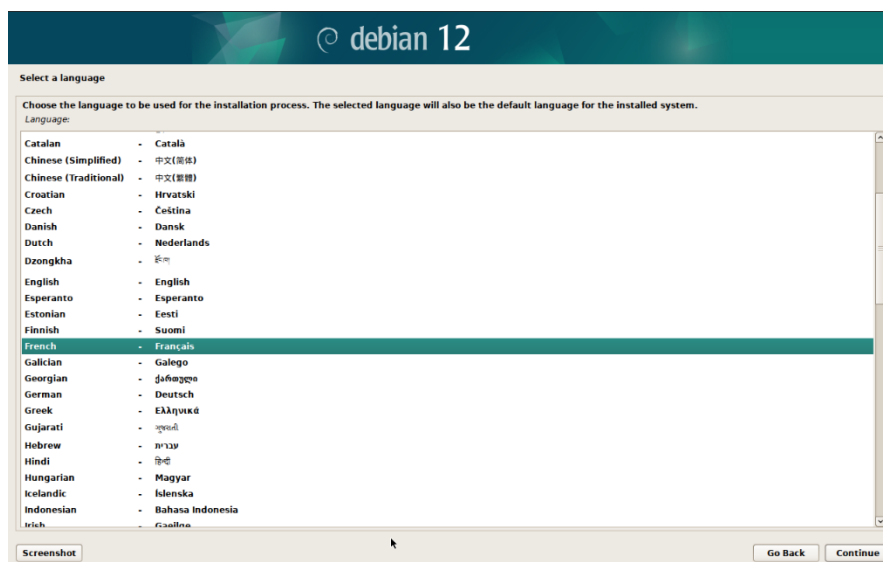 debian 12
Select a language
Choose the language to be used for the installation process. The selected language will also be the default language for the installed system.
Language:
Catalan - Català
Chinese (Simplified) - 中文(简体)
Chinese (Traditional) - 中文(繁體)
Croatian - Hrvatski
Czech - Čeština
Danish - Dansk
Dutch - Nederlands
Dzongkha - རྫོང་ཁ།
English - English
Esperanto - Esperanto
Estonian - Eesti
Finnish - Suomi
French - Français
Galician - Galego
Georgian - ქართული
German - Deutsch
Greek - Ελληνικά
Gujarati - ગુજરાતી
Hebrew - עברית
Hindi - हिन्दी
Hungarian - Magyar
Icelandic - Íslenska
Indonesian - Bahasa Indonesia
Irish - Gaeilge
Screenshot
Go Back
Continue